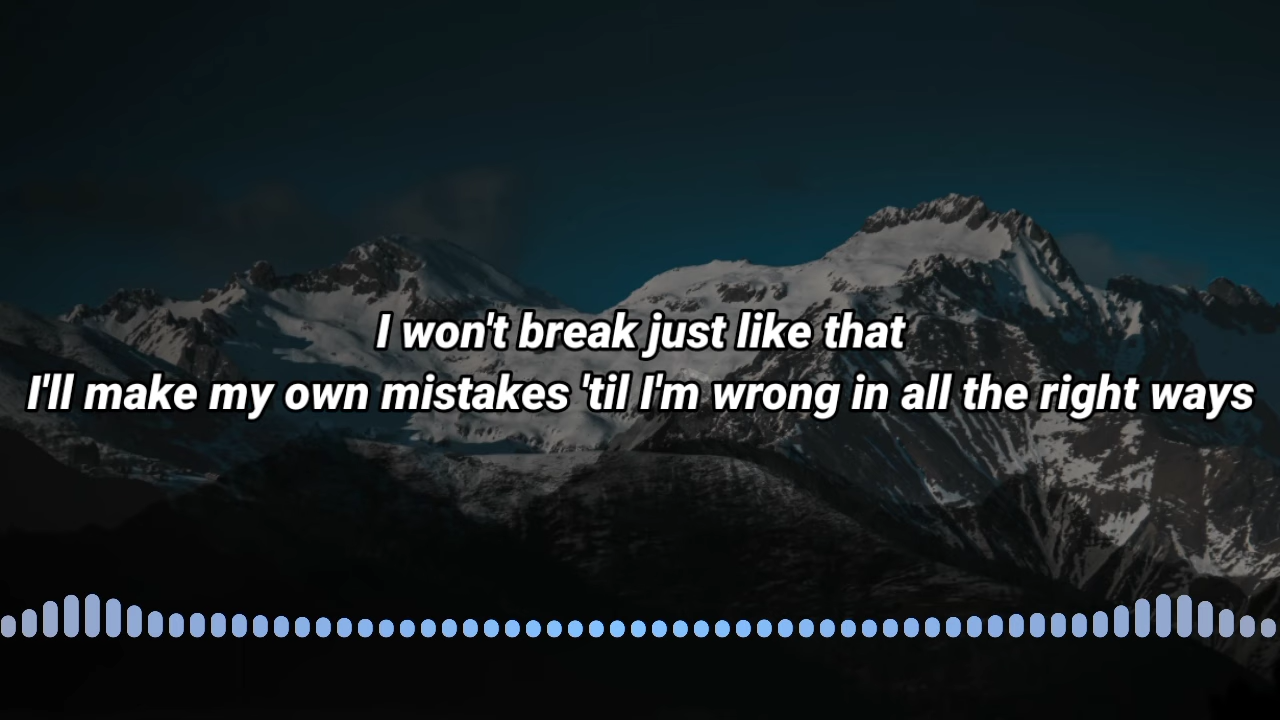 I won't break just like that
I'll make my own mistakes 'til I'm wrong in all the right ways